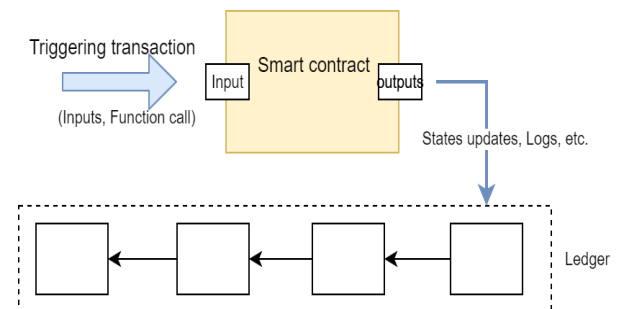 Triggering transaction
(Inputs, Function call)
Smart contract
Input
outputs
States updates, Logs, etc.
Ledger